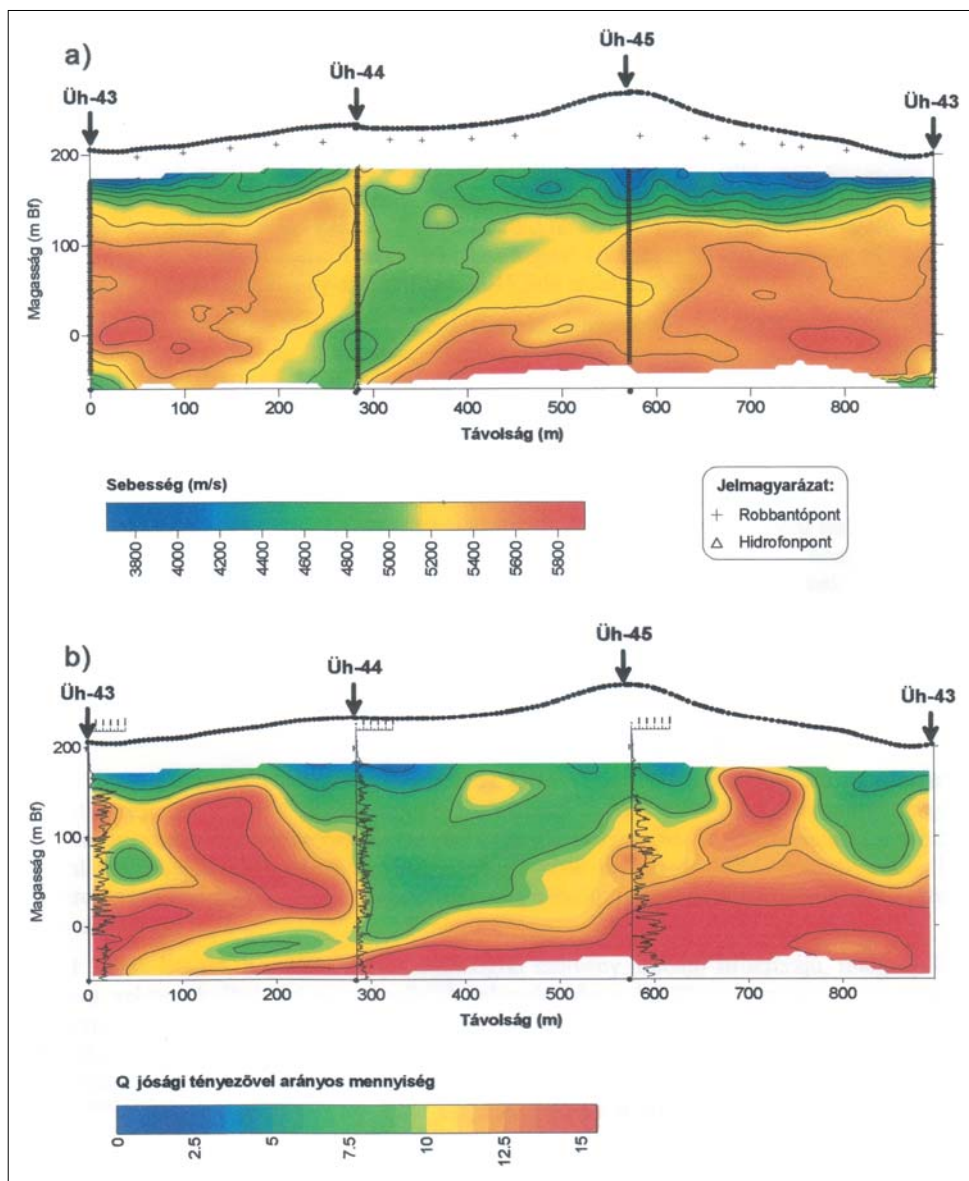 a)
Üh-43
Üh-44
Üh-45
Üh-43
Magasság (m Bf)
200
100
0
0 100 200 300 400 500 600 700 800
Távolság (m)
Sebesség (m/s)
3800 4000 4200 4400 4600 4800 5000 5200 5400 5600 5800
Jelmagyarázat:
+ Robbantópont
△ Hidrofonpont
b)
Üh-43
Üh-44
Üh-45
Üh-43
Magasság (m Bf)
200
100
0
0 100 200 300 400 500 600 700 800
Távolság (m)
Q jósági tényezõvel arányos mennyiség
0 2.5 5 7.5 10 12.5 15